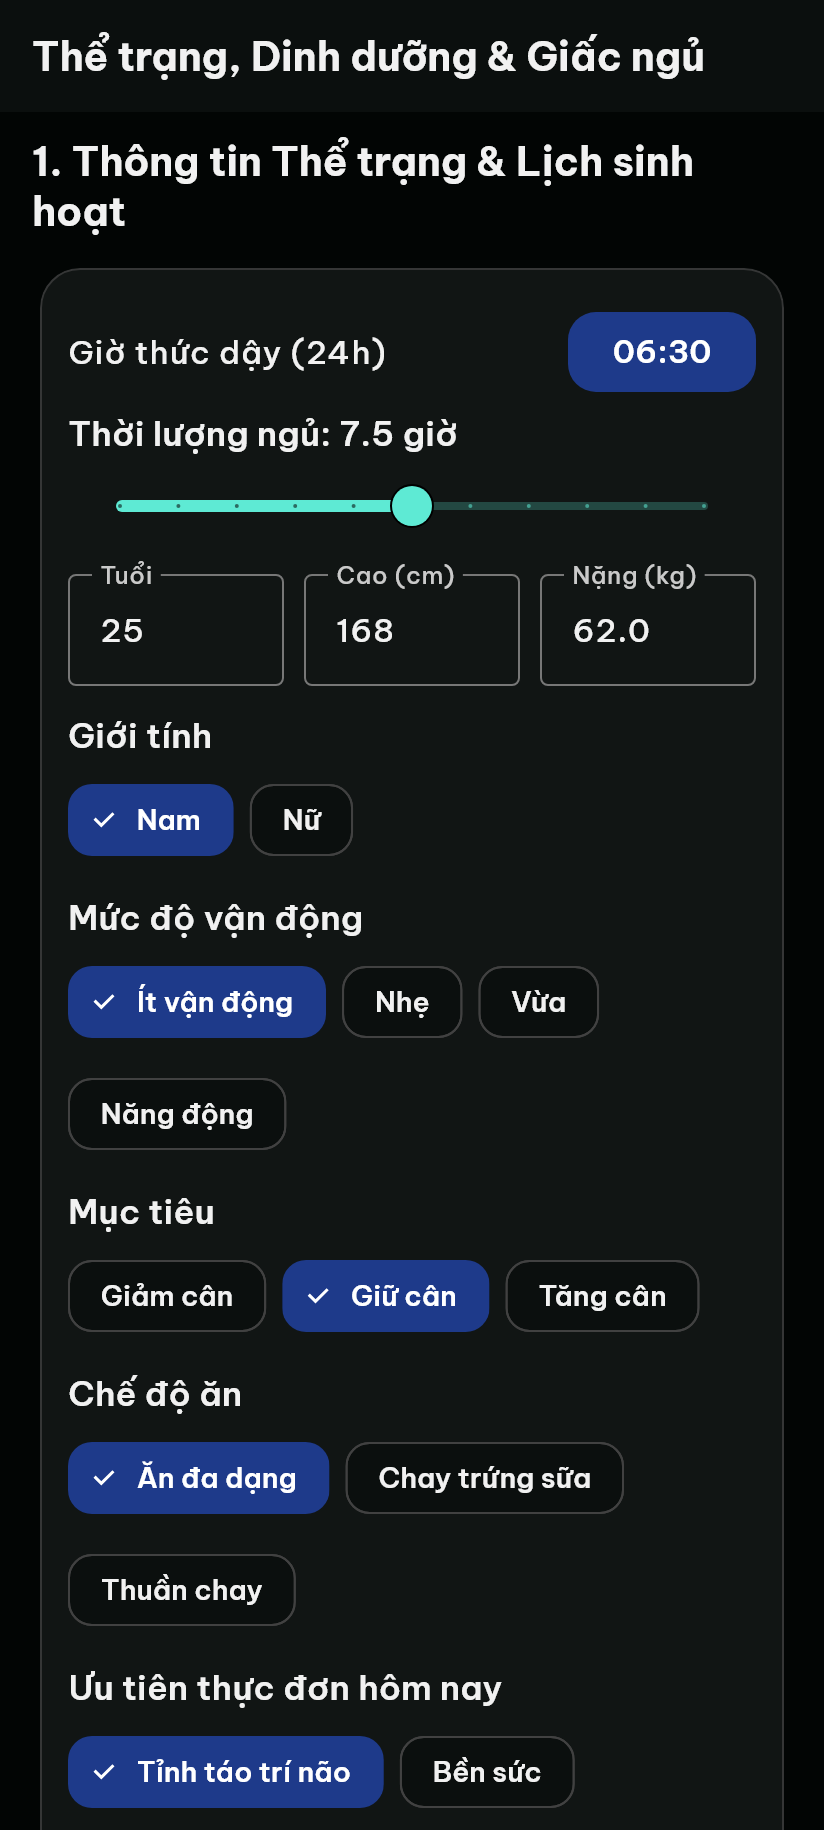 Thể trạng, Dinh dưỡng & Giấc ngủ
1. Thông tin Thể trạng & Lịch sinh
hoạt
Giờ thức dậy (24h)
06:30
Thời lượng ngủ: 7.5 giờ
Tuổi
Cao (cm)
Nặng (kg)
25
168
62.0
Giới tính
Nam
Nữ
Mức độ vận động
Ít vận động
Nhẹ
Vừa
Năng động
Mục tiêu
Giảm cân
Giữ cân
Tăng cân
Chế độ ăn
Ăn đa dạng
Chay trứng sữa
Thuần chay
Ưu tiên thực đơn hôm nay
Tỉnh táo trí não
Bền sức